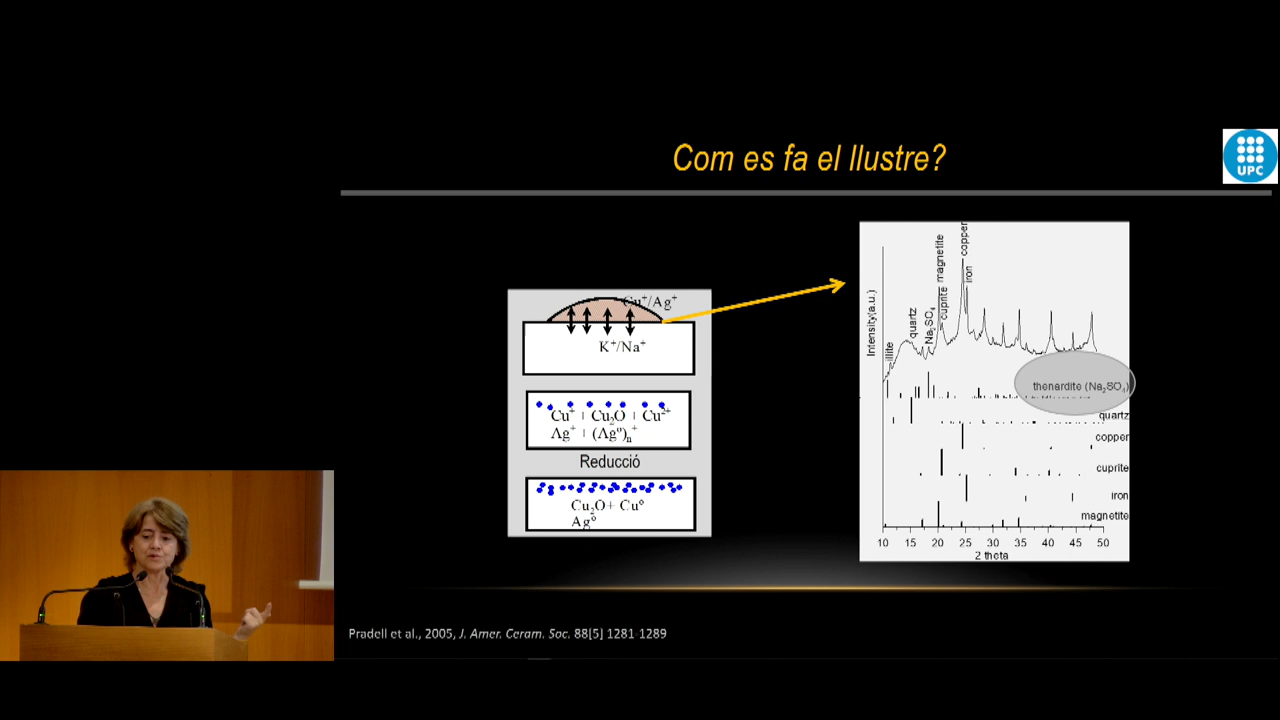 Com es fa el llustre?
UPC
Cu⁺/Ag⁺
K⁺/Na⁺
Cu⁺ + Cu₂O + Cu²⁺
Ag⁺ + (Ag⁰)ₙ⁺
Reducció
Cu₂O+ Cu⁰
Ag⁰
Intensity(a.u.)
illite
quartz
Na₂SO₄
cuprite
magnetite
copper
iron
thenardite (Na₂SO₄)
quartz
copper
cuprite
iron
magnetite
10 15 20 25 30 35 40 45 50
2 theta
Pradell et al., 2005, J. Amer. Ceram. Soc. 88[5] 1281-1289